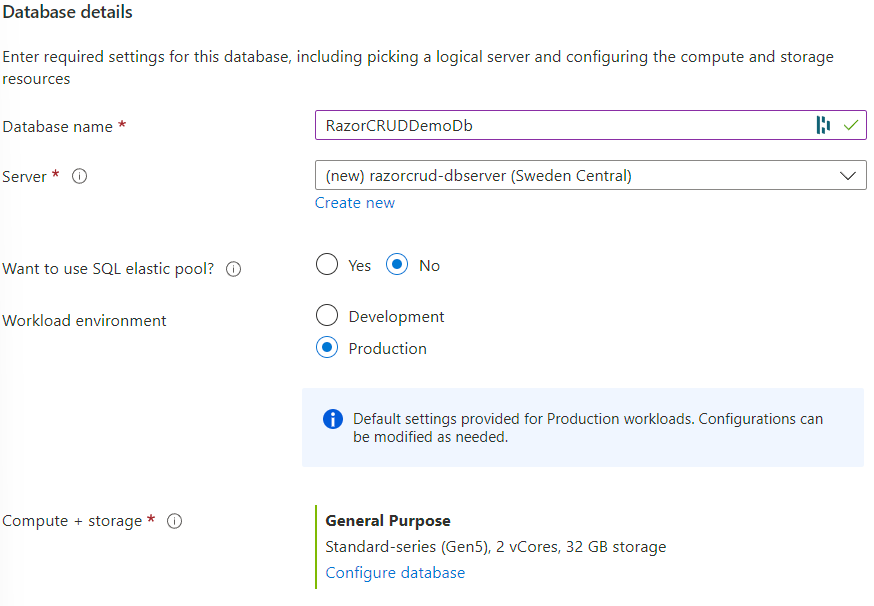 Database details
Enter required settings for this database, including picking a logical server and configuring the compute and storage
resources
Database name *
RazorCRUDDemoDb
Server *
(new) razorcrud-dbserver (Sweden Central)
Create new
Want to use SQL elastic pool?
Yes
No
Workload environment
Development
Production
Default settings provided for Production workloads. Configurations can
be modified as needed.
Compute + storage *
General Purpose
Standard-series (Gen5), 2 vCores, 32 GB storage
Configure database